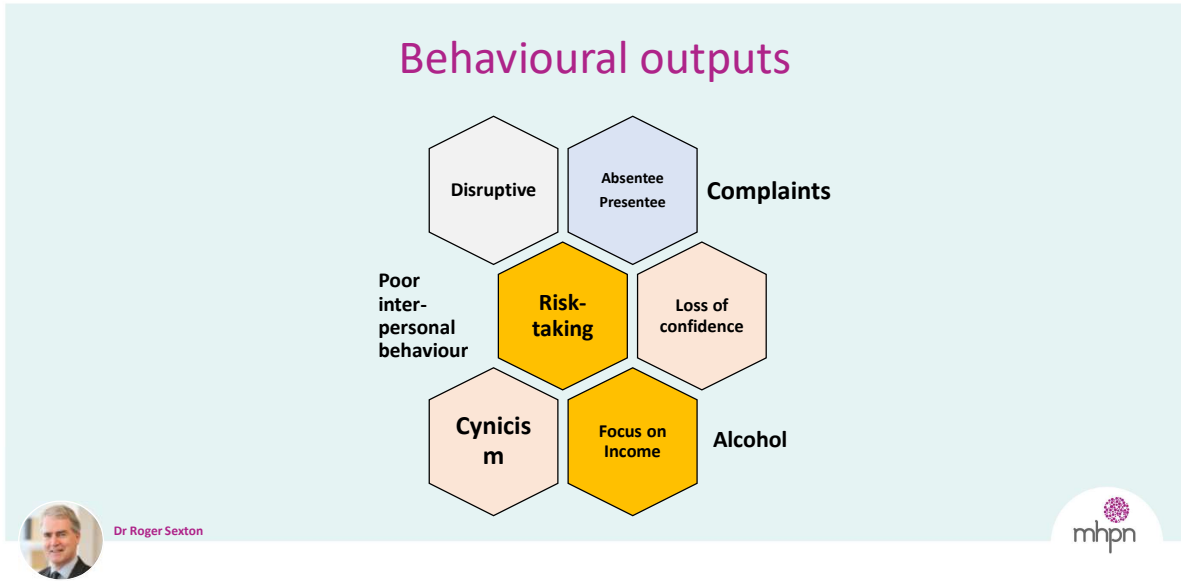 Behavioural outputs
Disruptive
Absentee
Presentee
Complaints
Poor
inter-
personal
behaviour
Risk-
taking
Loss of
confidence
Cynicis
m
Focus on
Income
Alcohol
Dr Roger Sexton
mhpn